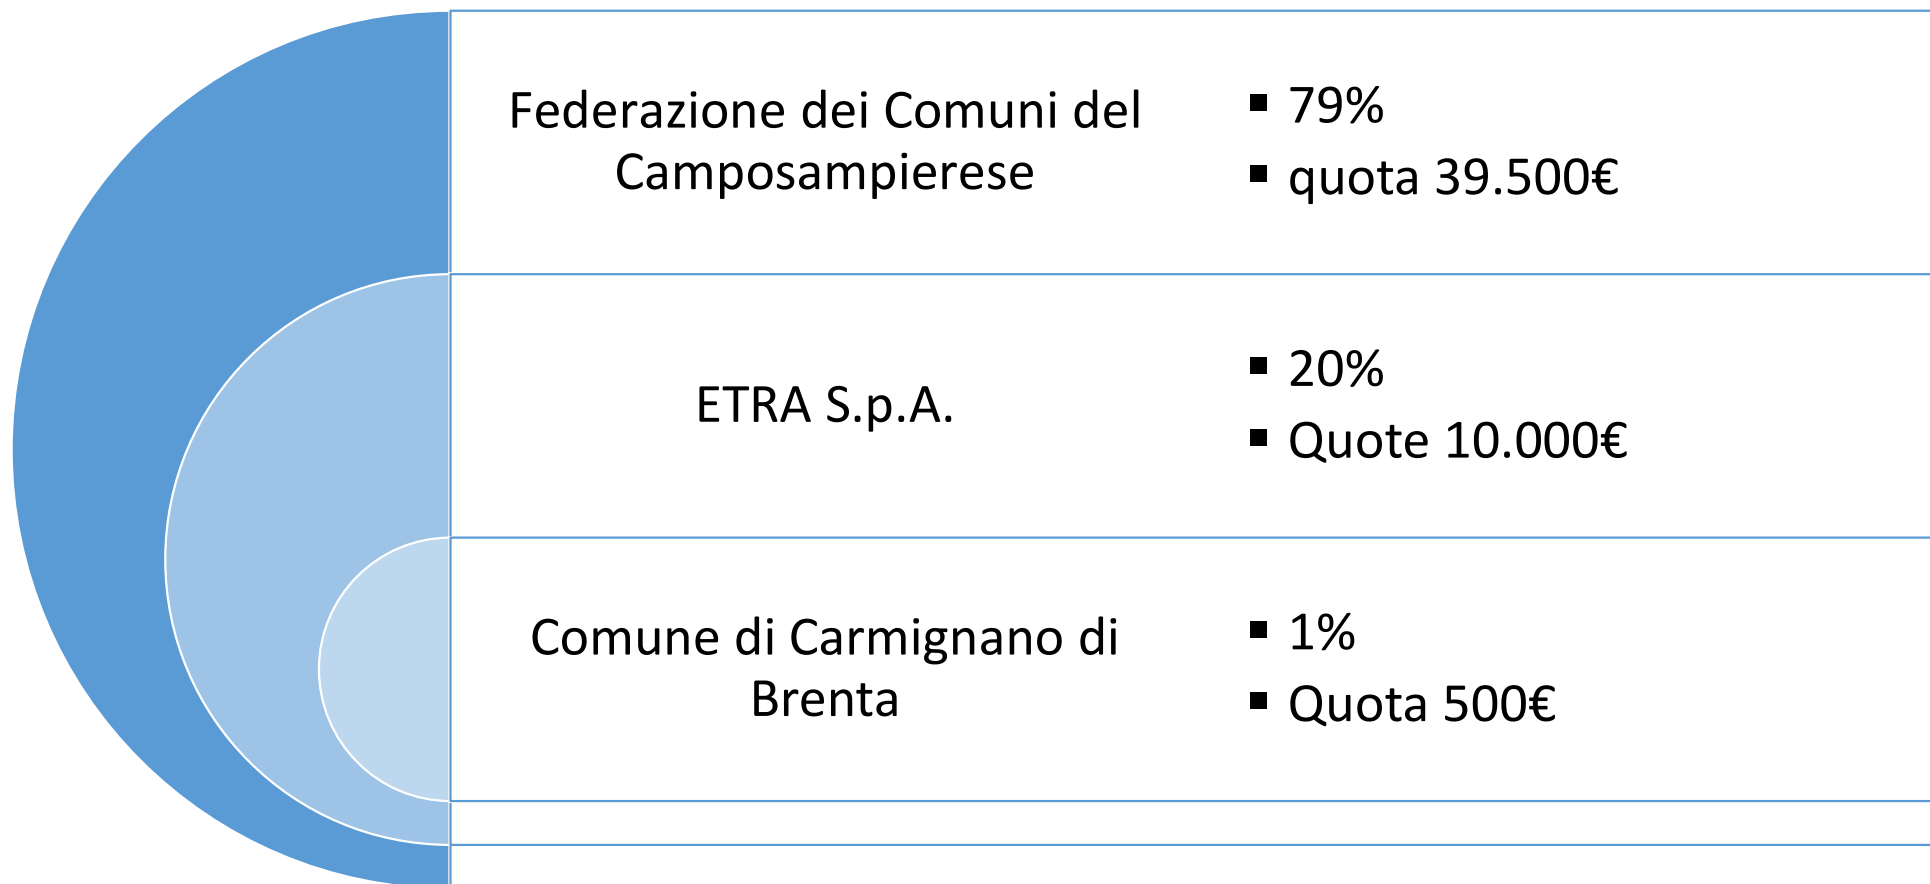 Federazione dei Comuni del
Camposampierese
▪ 79%
▪ quota 39.500€
ETRA S.p.A.
▪ 20%
▪ Quote 10.000€
Comune di Carmignano di
Brenta
▪ 1%
▪ Quota 500€